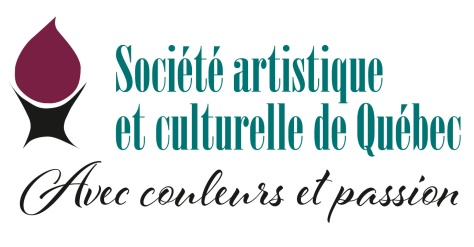 Société artistique
et culturelle de Québec
Avec couleurs et passion